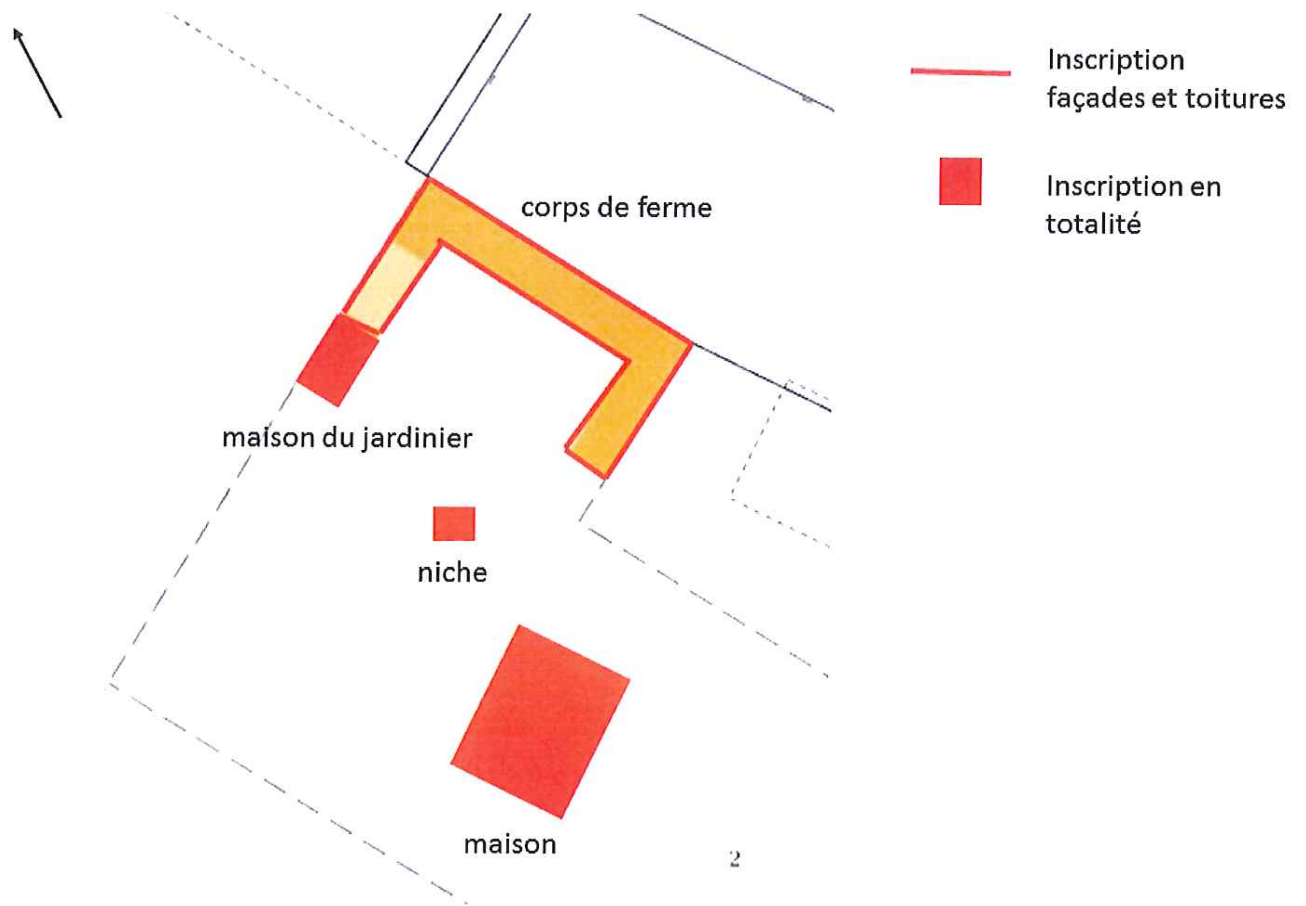 Inscription
façades et toitures
Inscription en
totalité
corps de ferme
maison du jardinier
niche
maison
2